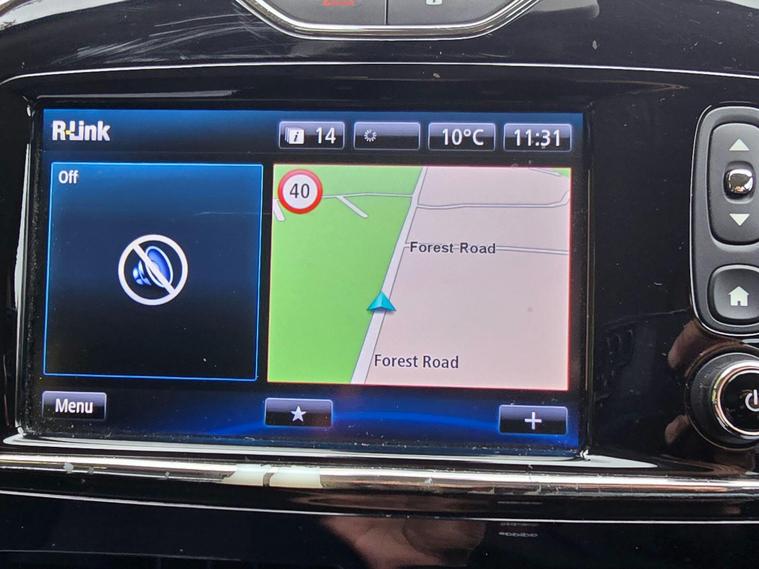 R-Link
14
10°C
11:31
Off
40
Forest Road
Forest Road
Menu